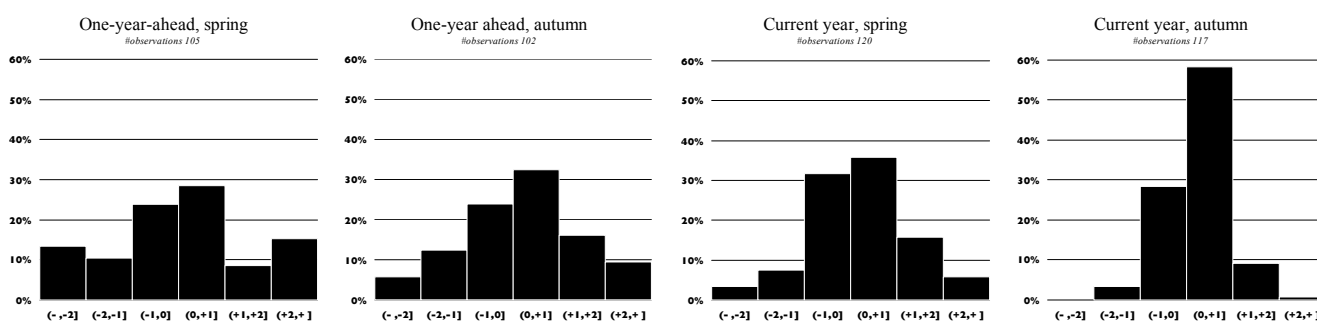 One-year-ahead, spring
#observations 105
60%
50%
40%
30%
20%
10%
0%
(- ,-2] (-2,-1] (-1,0] (0,+1] (+1,+2] (+2,+ ]
One-year ahead, autumn
#observations 102
60%
50%
40%
30%
20%
10%
0%
(- ,-2] (-2,-1] (-1,0] (0,+1] (+1,+2] (+2,+ ]
Current year, spring
#observations 120
60%
50%
40%
30%
20%
10%
0%
(- ,-2] (-2,-1] (-1,0] (0,+1] (+1,+2] (+2,+ ]
Current year, autumn
#observations 117
60%
50%
40%
30%
20%
10%
0%
(- ,-2] (-2,-1] (-1,0] (0,+1] (+1,+2] (+2,+ ]